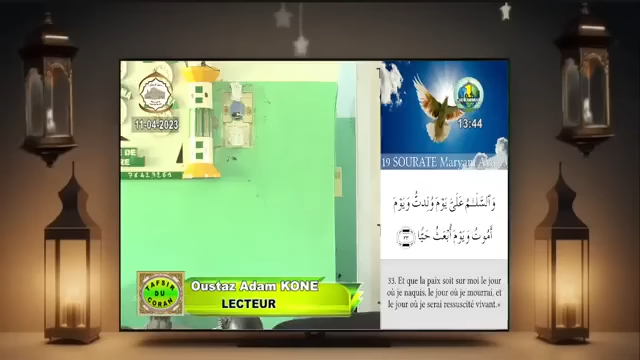 11-04-2023
13:44
19 SOURATE Maryam
وَٱلسَّلَـٰمُ عَلَىَّ يَوْمَ وُلِدتُّ وَيَوْمَ
أَمُوتُ وَيَوْمَ أُبْعَثُ حَيًّا ٣٣
33. Et que la paix soit sur moi le jour
où je naquis, le jour où je mourrai, et
le jour où je serai ressuscité vivant.»
TAFSIR
DU
CORAN
Oustaz Adam KONE
LECTEUR